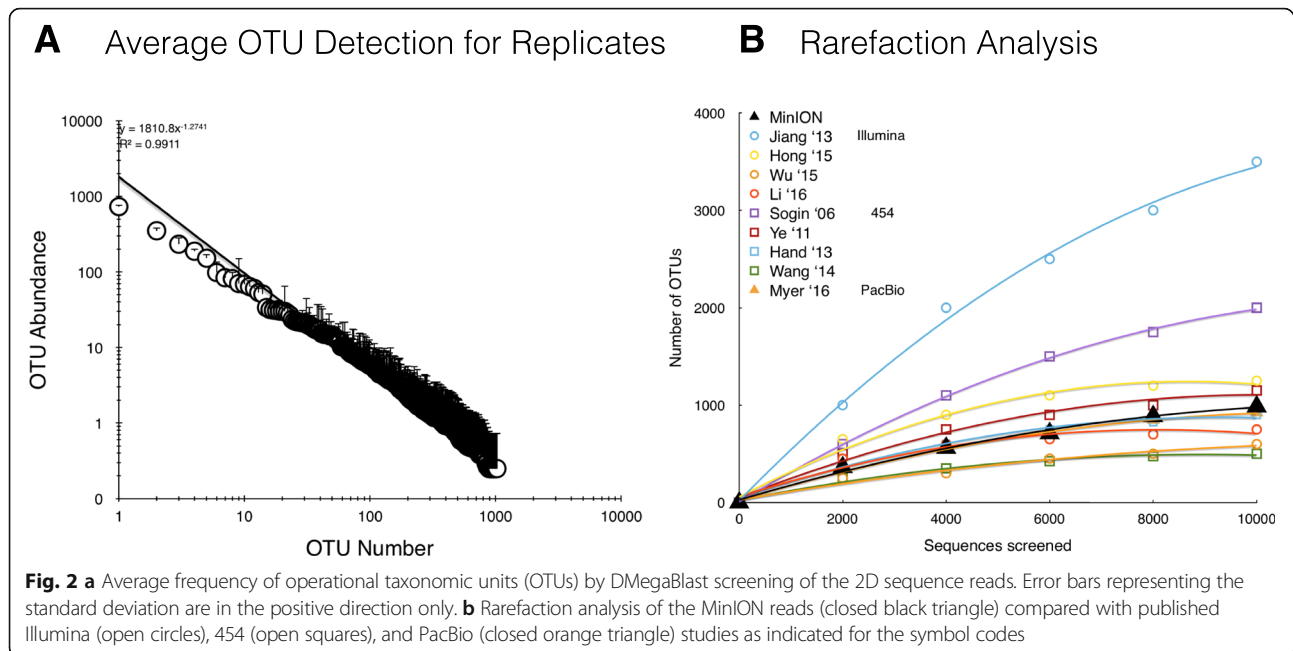 A Average OTU Detection for Replicates
B Rarefaction Analysis
y = 1810.8x^-1.2741
R² = 0.9911
10000
1000
100
10
1
0
OTU Abundance
1 10 100 1000 10000
OTU Number
4000
3000
2000
1000
0
Number of OTUs
MinION
Jiang ‘13 Illumina
Hong ‘15
Wu ‘15
Li ‘16
Sogin ‘06 454
Ye ‘11
Hand ‘13
Wang ‘14
Myer ‘16 PacBio
0 2000 4000 6000 8000 10000
Sequences screened
Fig. 2 a Average frequency of operational taxonomic units (OTUs) by DMegaBlast screening of the 2D sequence reads. Error bars representing the
standard deviation are in the positive direction only. b Rarefaction analysis of the MinION reads (closed black triangle) compared with published
Illumina (open circles), 454 (open squares), and PacBio (closed orange triangle) studies as indicated for the symbol codes